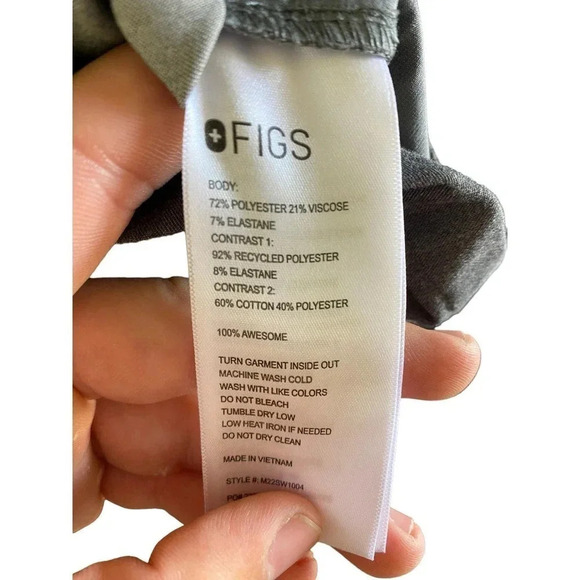 FIGS
BODY:
72% POLYESTER 21% VISCOSE
7% ELASTANE
CONTRAST 1:
92% RECYCLED POLYESTER
8% ELASTANE
CONTRAST 2:
60% COTTON 40% POLYESTER
100% AWESOME
TURN GARMENT INSIDE OUT
MACHINE WASH COLD
WASH WITH LIKE COLORS
DO NOT BLEACH
TUMBLE DRY LOW
LOW HEAT IRON IF NEEDED
DO NOT DRY CLEAN
MADE IN VIETNAM
STYLE #: M22SW1004